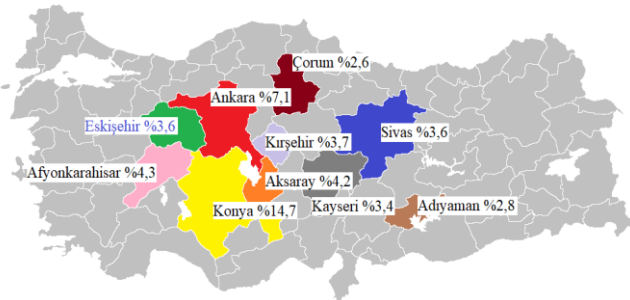 Çorum %2,6
Ankara %7,1
Eskişehir %3,6
Sivas %3,6
Kırşehir %3,7
Afyonkarahisar %4,3
Aksaray %4,2
Konya %14,7
Kayseri %3,4
Adıyaman %2,8